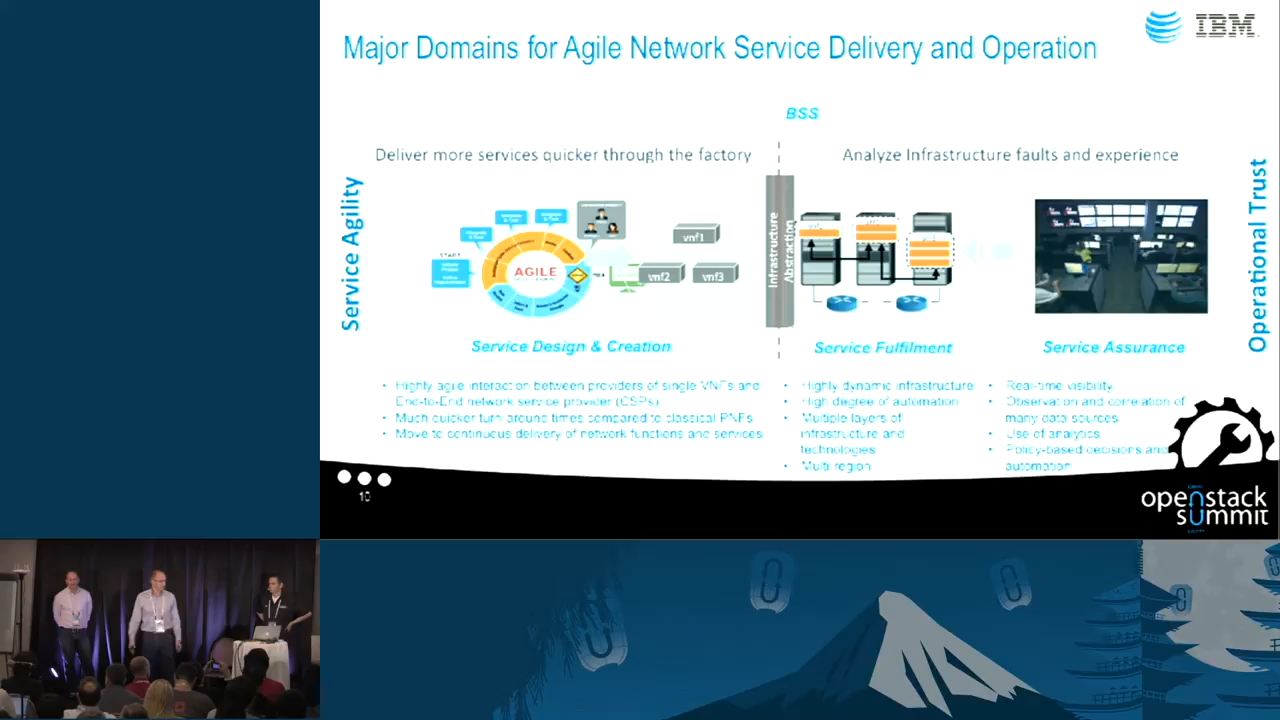 IBM
Major Domains for Agile Network Service Delivery and Operation
BSS
Deliver more services quicker through the factory
Analyze Infrastructure faults and experience
Service Agility
START
AGILE
vnf1
vnf2
vnf3
Infrastructure
Abstraction
Operational Trust
Service Design & Creation
Service Fulfilment
Service Assurance
• Highly agile interaction between providers of single VNFs and
End-to-End network service provider (CSPs)
• Much quicker turn around times compared to classical PNFs
• Move to continuous delivery of network functions and services
• Highly dynamic infrastructure
• High degree of automation
• Multiple layers of
infrastructure and
technologies
• Multi region
• Real-time visibility
• Observation and correlation of
many data sources
• Use of analytics
• Policy-based decisions and
automation
10
openstack
summit